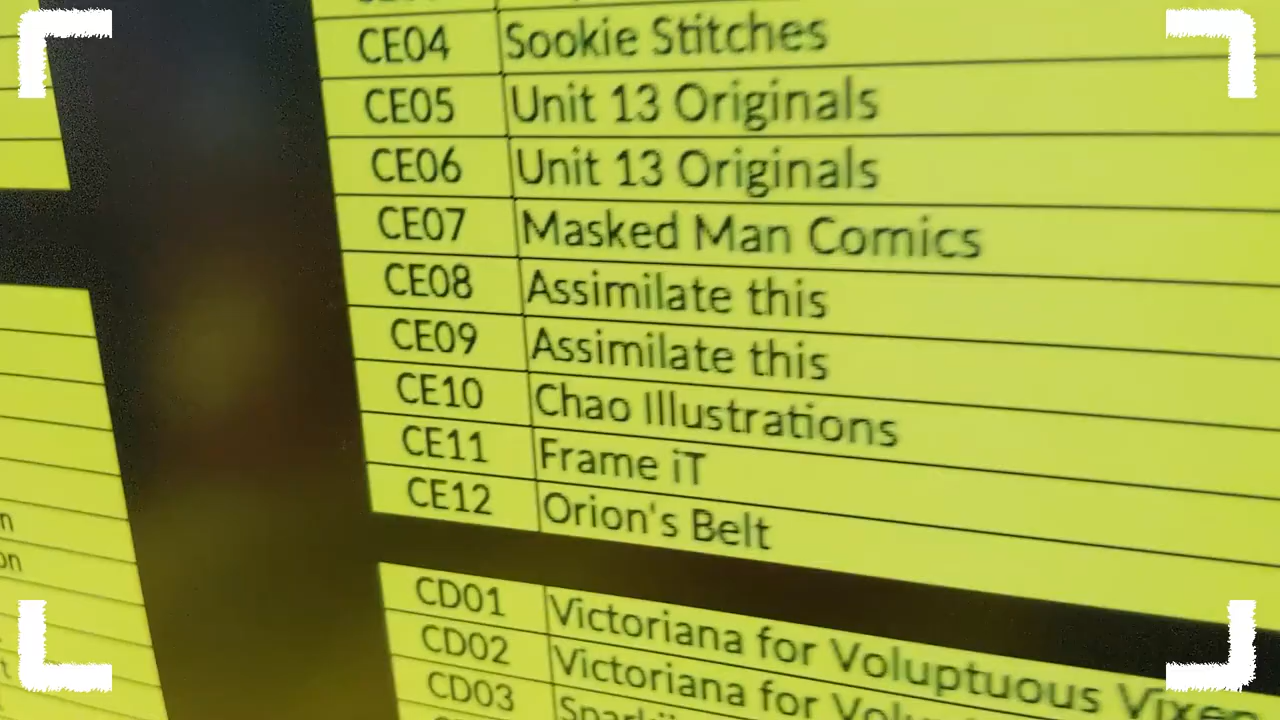 CE04 Sookie Stitches
CE05 Unit 13 Originals
CE06 Unit 13 Originals
CE07 Masked Man Comics
CE08 Assimilate this
CE09 Assimilate this
CE10 Chao Illustrations
CE11 Frame iT
CE12 Orion's Belt
CD01 Victoriana for Voluptuous Vixen
CD02 Victoriana for
CD03